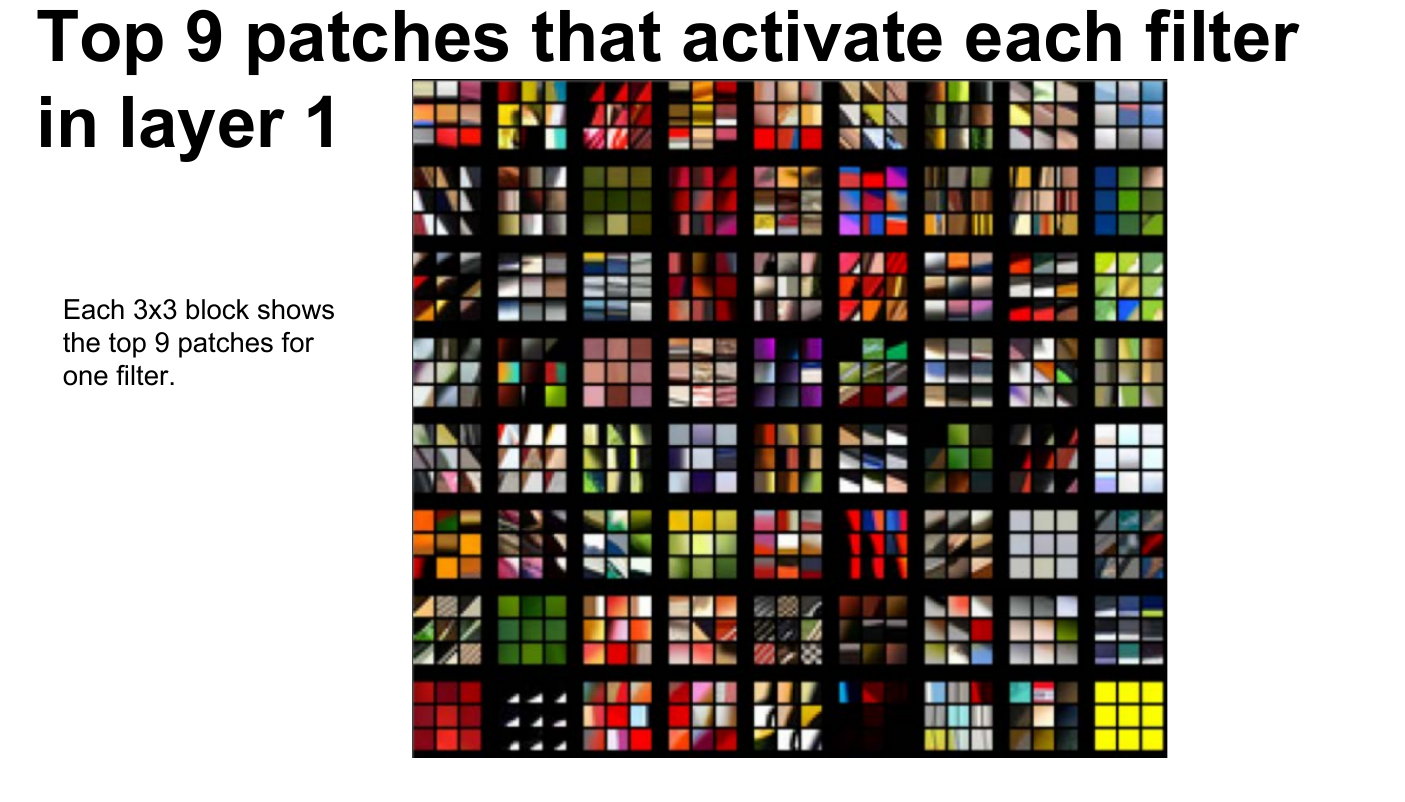 Top 9 patches that activate each filter
in layer 1
Each 3x3 block shows
the top 9 patches for
one filter.